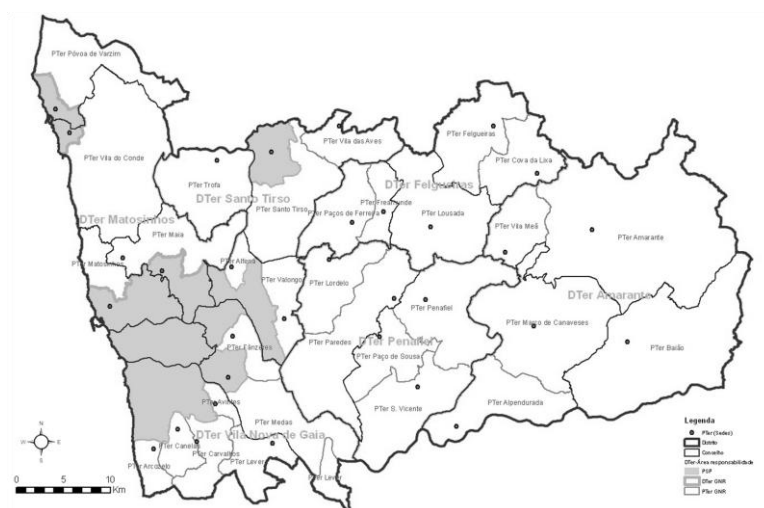 PTer Póvoa de Varzim
PTer Vila das Aves
PTer Felgueiras
PTer Cova da Lixa
PTer Vila do Conde
PTer Trofa
DTer Felgueiras
DTer Santo Tirso
PTer Santo Tirso
PTer Paços de Ferreira
PTer Freamunde
PTer Lousada
DTer Matosinhos
PTer Vila Meã
PTer Amarante
PTer Maia
PTer Matosinhos
PTer Alfena
PTer Valongo
PTer Lordelo
PTer Penafiel
DTer Amarante
PTer Marco de Canaveses
PTer Fânzeres
PTer Paredes
DTer Penafiel
PTer Paço de Sousa
PTer Baião
PTer Avintes
PTer Medas
PTer S. Vicente
PTer Alpendurada
DTer Vila Nova de Gaia
PTer Canelas
PTer Carvalhos
PTer Arcozelo
PTer Lever
PTer Lever
N
W
E
S
0 5 10
Km
Legenda
PTer (Sedes)
Distrito
Concelho
DTer-Área responsabilidade
PSP
DTer GNR
PTer GNR